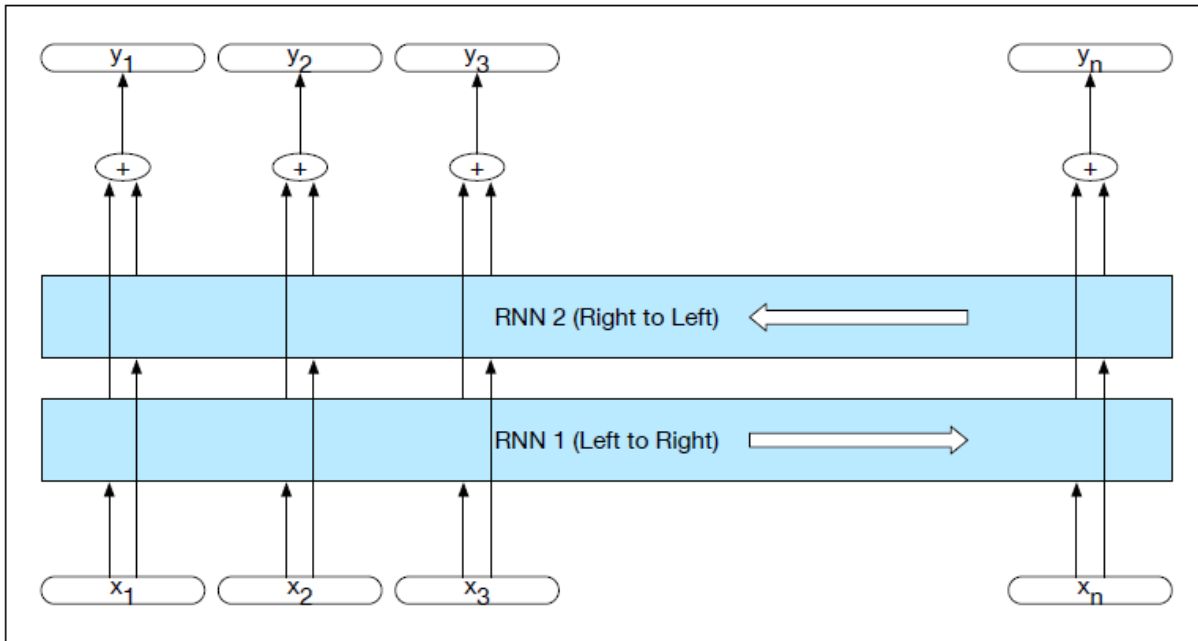 y1 y2 y3 yn
+ + + +
RNN 2 (Right to Left)
RNN 1 (Left to Right)
x1 x2 x3 xn